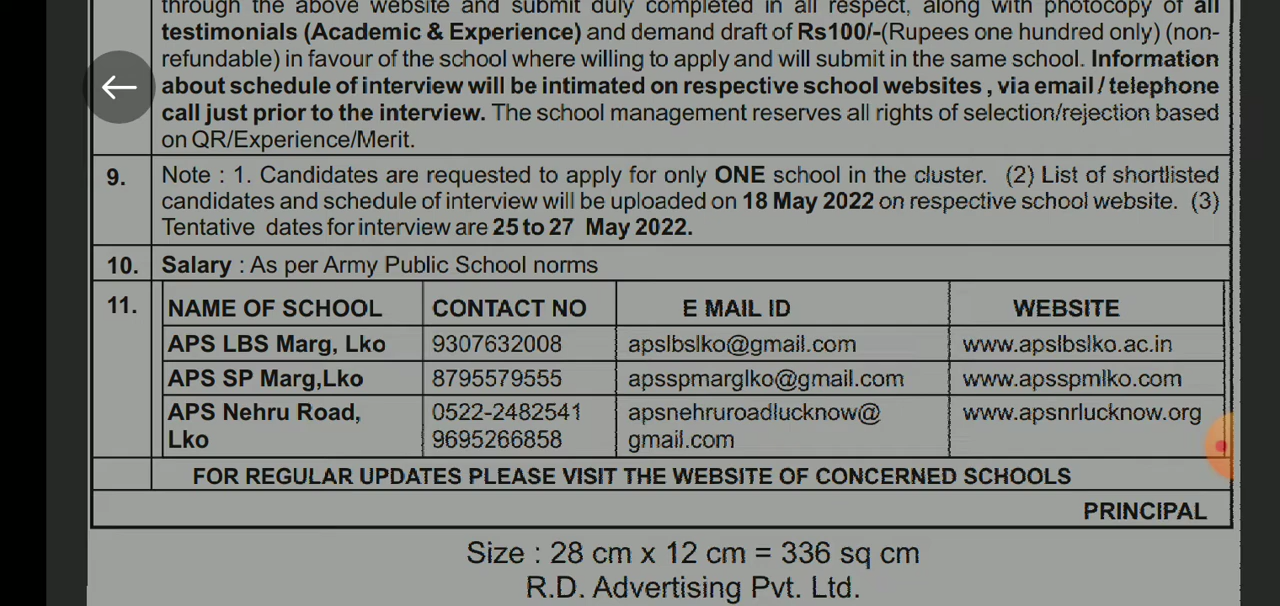 through the above website and submit duly completed in all respect, along with photocopy of all
testimonials (Academic & Experience) and demand draft of Rs100/-(Rupees one hundred only) (non-
refundable) in favour of the school where willing to apply and will submit in the same school. Information
about schedule of interview will be intimated on respective school websites , via email / telephone
call just prior to the interview. The school management reserves all rights of selection/rejection based
on QR/Experience/Merit.
9. Note : 1. Candidates are requested to apply for only ONE school in the cluster. (2) List of shortlisted
candidates and schedule of interview will be uploaded on 18 May 2022 on respective school website. (3)
Tentative dates for interview are 25 to 27 May 2022.
10. Salary : As per Army Public School norms
11. NAME OF SCHOOL CONTACT NO E MAIL ID WEBSITE
APS LBS Marg, Lko 9307632008 apslbslko@gmail.com www.apslbslko.ac.in
APS SP Marg,Lko 8795579555 apsspmarglko@gmail.com www.apsspmlko.com
APS Nehru Road, 0522-2482541 apsnehruroadlucknow@ www.apsnrlucknow.org
Lko 9695266858 gmail.com
FOR REGULAR UPDATES PLEASE VISIT THE WEBSITE OF CONCERNED SCHOOLS
PRINCIPAL
Size : 28 cm x 12 cm = 336 sq cm
R.D. Advertising Pvt. Ltd.